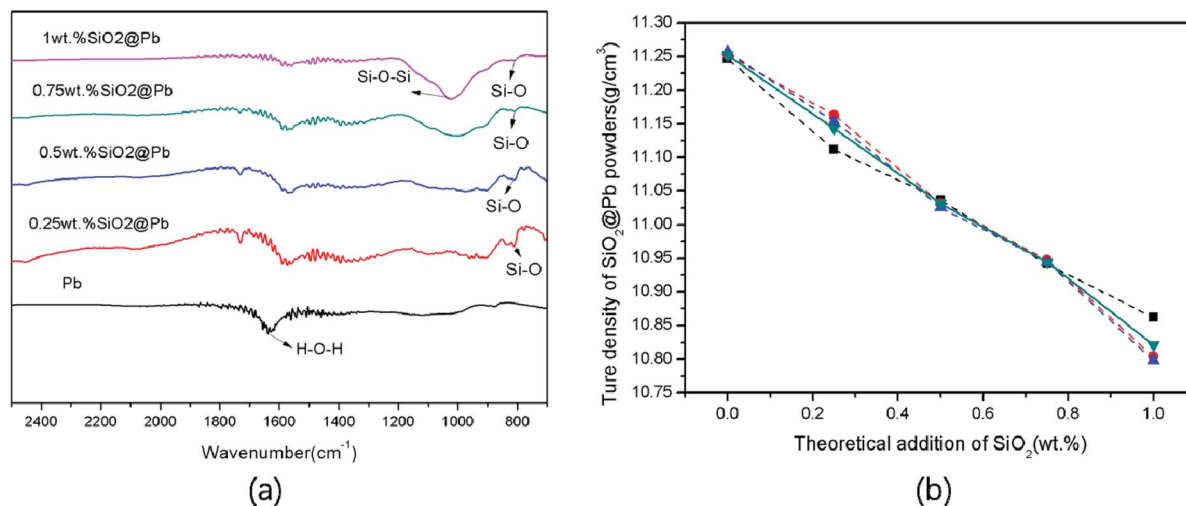 1wt.%SiO2@Pb
Si-O-Si
Si-O
0.75wt.%SiO2@Pb
Si-O
0.5wt.%SiO2@Pb
Si-O
0.25wt.%SiO2@Pb
Si-O
Pb
H-O-H
2400 2200 2000 1800 1600 1400 1200 1000 800
Wavenumber(cm⁻¹)
(a)
Ture density of SiO₂@Pb powders(g/cm³)
11.30
11.25
11.20
11.15
11.10
11.05
11.00
10.95
10.90
10.85
10.80
10.75
0.0 0.2 0.4 0.6 0.8 1.0
Theoretical addition of SiO₂(wt.%)
(b)